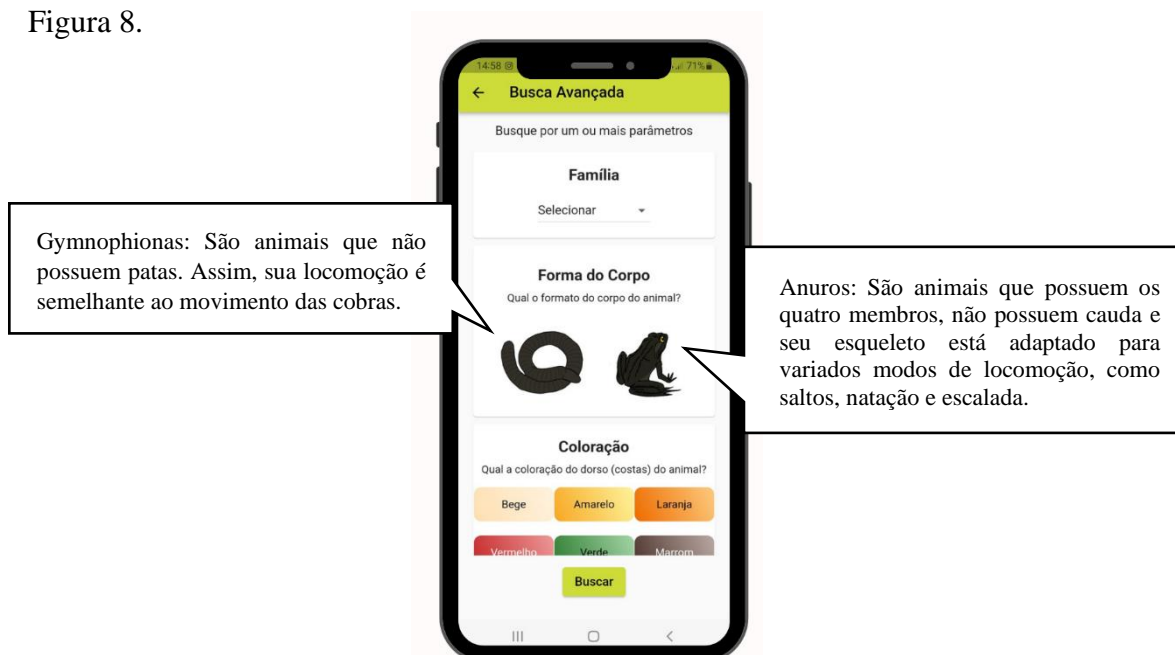 Figura 8.
14:58
71%
Busca Avançada
Busque por um ou mais parâmetros
Família
Selecionar
Gymnophionas: São animais que não
possuem patas. Assim, sua locomoção é
semelhante ao movimento das cobras.
Forma do Corpo
Qual o formato do corpo do animal?
Anuros: São animais que possuem os
quatro membros, não possuem cauda e
seu esqueleto está adaptado para
variados modos de locomoção, como
saltos, natação e escalada.
Coloração
Qual a coloração do dorso (costas) do animal?
Bege Amarelo Laranja
Vermelho Verde Marrom
Buscar